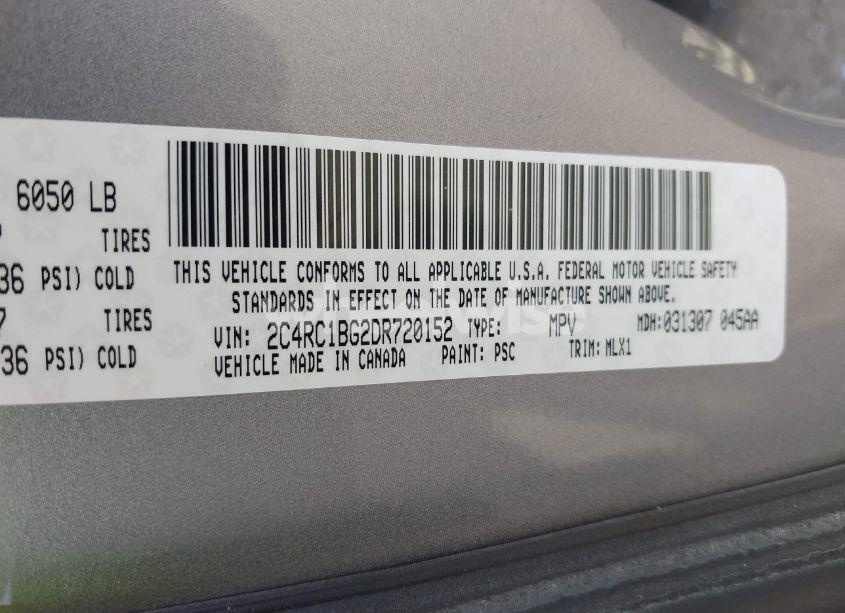 6050 LB
TIRES
36 PSI) COLD
7 TIRES
36 PSI) COLD
THIS VEHICLE CONFORMS TO ALL APPLICABLE U.S.A. FEDERAL MOTOR VEHICLE SAFETY
STANDARDS IN EFFECT ON THE DATE OF MANUFACTURE SHOWN ABOVE.
VIN: 2C4RC1BG2DR720152 TYPE: MPV MDH:031307 045AA
VEHICLE MADE IN CANADA PAINT: PSC TRIM: MLX1